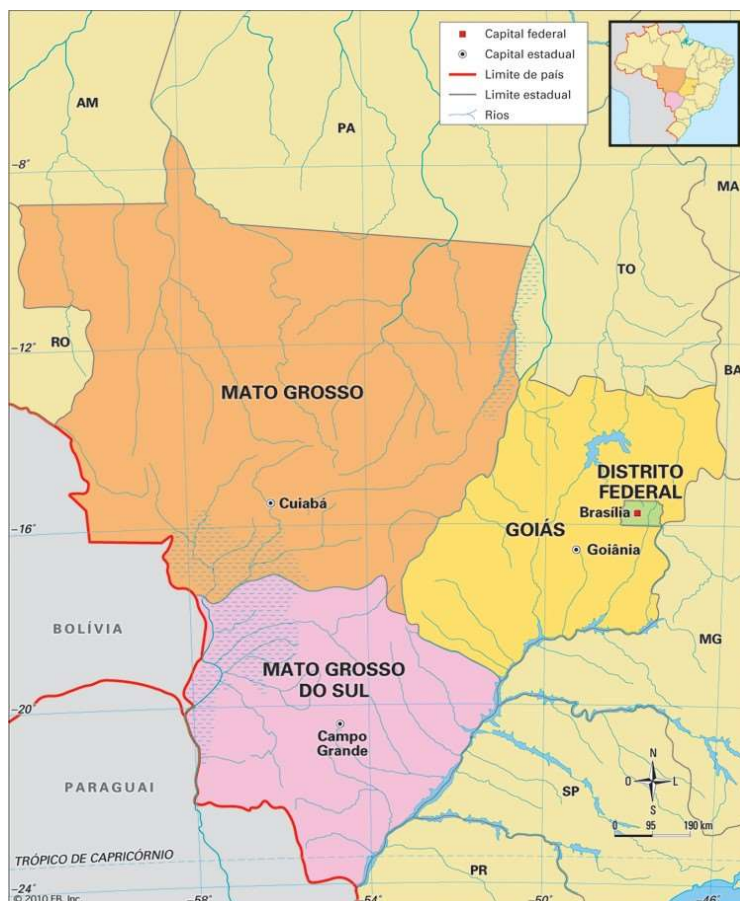 Capital federal
Capital estadual
Limite de país
Limite estadual
Rios
AM
PA
MA
–8°
TO
–12°
RO
BA
MATO GROSSO
DISTRITO
FEDERAL
Cuiabá
Brasília
GOIÁS
–16°
Goiânia
BOLÍVIA
MG
MATO GROSSO
DO SUL
–20°
Campo
Grande
PARAGUAI
N
O
L
S
SP
0 95 190 km
TRÓPICO DE CAPRICÓRNIO
PR
–24°
© 2010 EB, Inc.
–58°
–54°
–50°
–46°